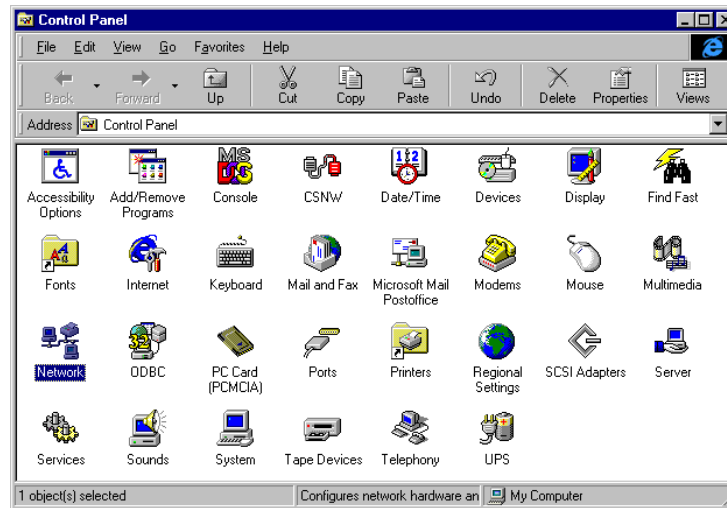 Control Panel
File Edit View Go Favorites Help
Back Forward Up Cut Copy Paste Undo Delete Properties Views
Address Control Panel
Accessibility Options
Add/Remove Programs
Console
CSNW
Date/Time
Devices
Display
Find Fast
Fonts
Internet
Keyboard
Mail and Fax
Microsoft Mail Postoffice
Modems
Mouse
Multimedia
Network
ODBC
PC Card (PCMCIA)
Ports
Printers
Regional Settings
SCSI Adapters
Server
Services
Sounds
System
Tape Devices
Telephony
UPS
1 object(s) selected
Configures network hardware an
My Computer